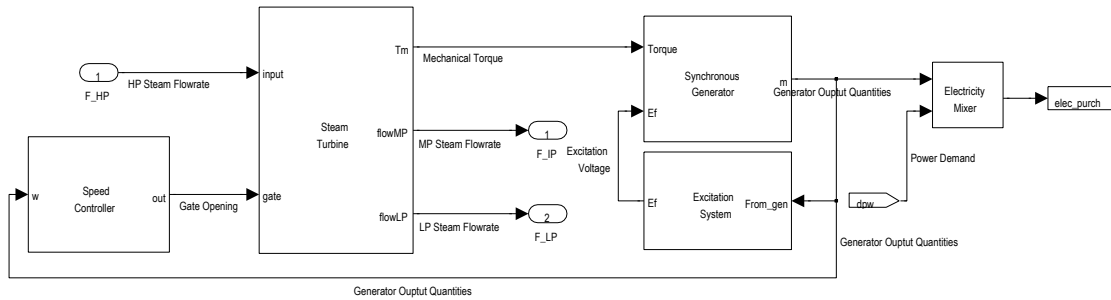 1
F_HP
HP Steam Flowrate
input
gate
Steam
Turbine
Tm
flowMP
flowLP
Mechanical Torque
MP Steam Flowrate
LP Steam Flowrate
1
F_IP
2
F_LP
w
Speed
Controller
out
Gate Opening
Torque
Ef
Synchronous
Generator
m
Generator Ouptut Quantities
Excitation
Voltage
Ef
Excitation
System
From_gen
Electricity
Mixer
elec_purch
Power Demand
dpw
Generator Ouptut Quantities
Generator Ouptut Quantities